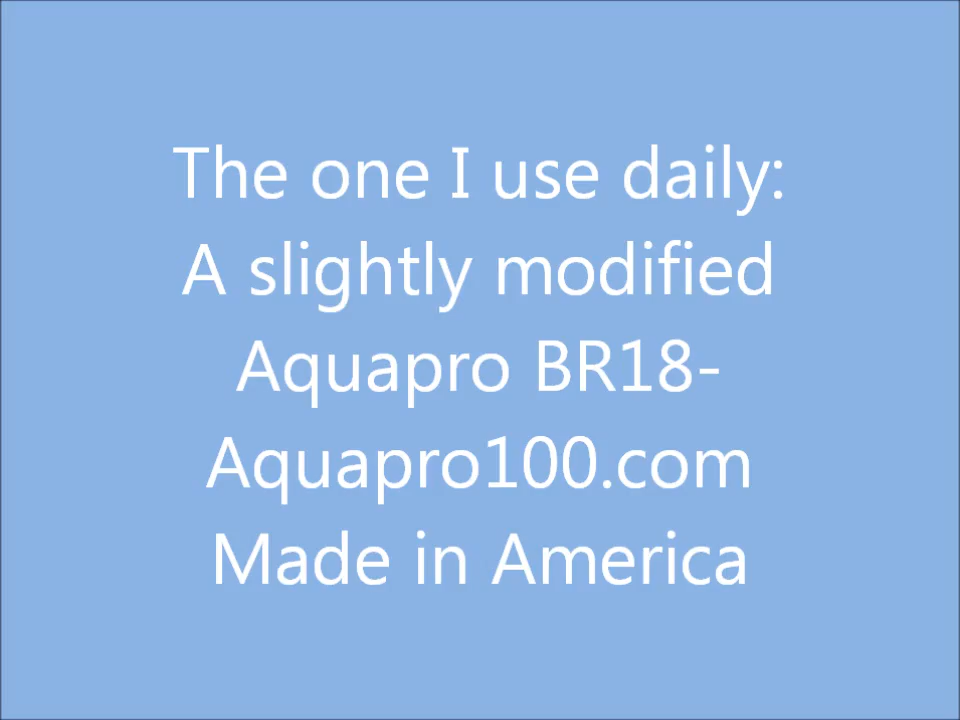 The one I use daily:
A slightly modified
Aquapro BR18-
Aquapro100.com
Made in America